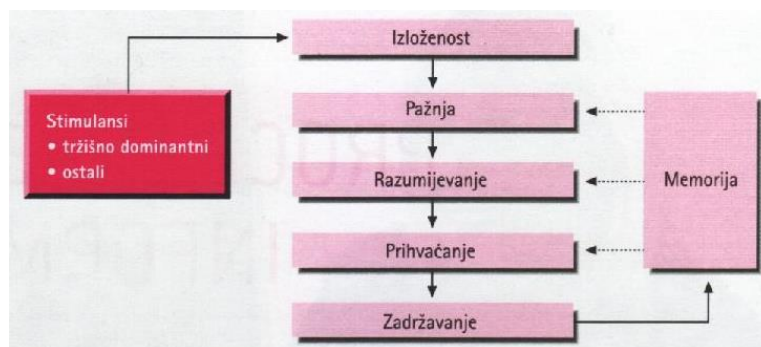 Izloženost
Stimulansi
• tržišno dominantni
• ostali
Pažnja
Razumijevanje
Memorija
Prihvaćanje
Zadržavanje